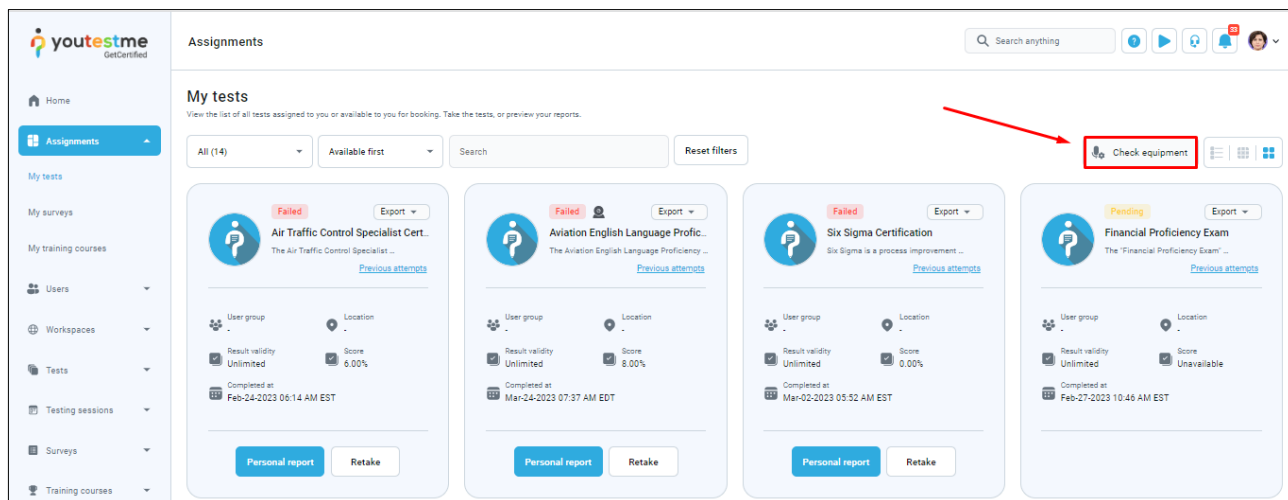 youtestme
GetCertified
Assignments
Search anything
?
33
Home
Assignments
My tests
My surveys
My training courses
Users
Workspaces
Tests
Testing sessions
Surveys
Training courses
My tests
View the list of all tests assigned to you or available to you for booking. Take the tests, or preview your reports.
All (14)
Available first
Search
Reset filters
Check equipment
Failed
Export
Air Traffic Control Specialist Cert...
The Air Traffic Control Specialist ...
Previous attempts
User group
-
Location
-
Result validity
Unlimited
Score
6.00%
Completed at
Feb-24-2023 06:14 AM EST
Personal report
Retake
Failed
Export
Aviation English Language Profic...
The Aviation English Language Proficiency ...
Previous attempts
User group
-
Location
-
Result validity
Unlimited
Score
8.00%
Completed at
Mar-24-2023 07:37 AM EDT
Personal report
Retake
Failed
Export
Six Sigma Certification
Six Sigma is a process improvement ...
Previous attempts
User group
-
Location
-
Result validity
Unlimited
Score
0.00%
Completed at
Mar-02-2023 05:52 AM EST
Personal report
Retake
Pending
Export
Financial Proficiency Exam
The "Financial Proficiency Exam" ...
Previous attempts
User group
-
Location
-
Result validity
Unlimited
Score
Unavailable
Completed at
Feb-27-2023 10:46 AM EST